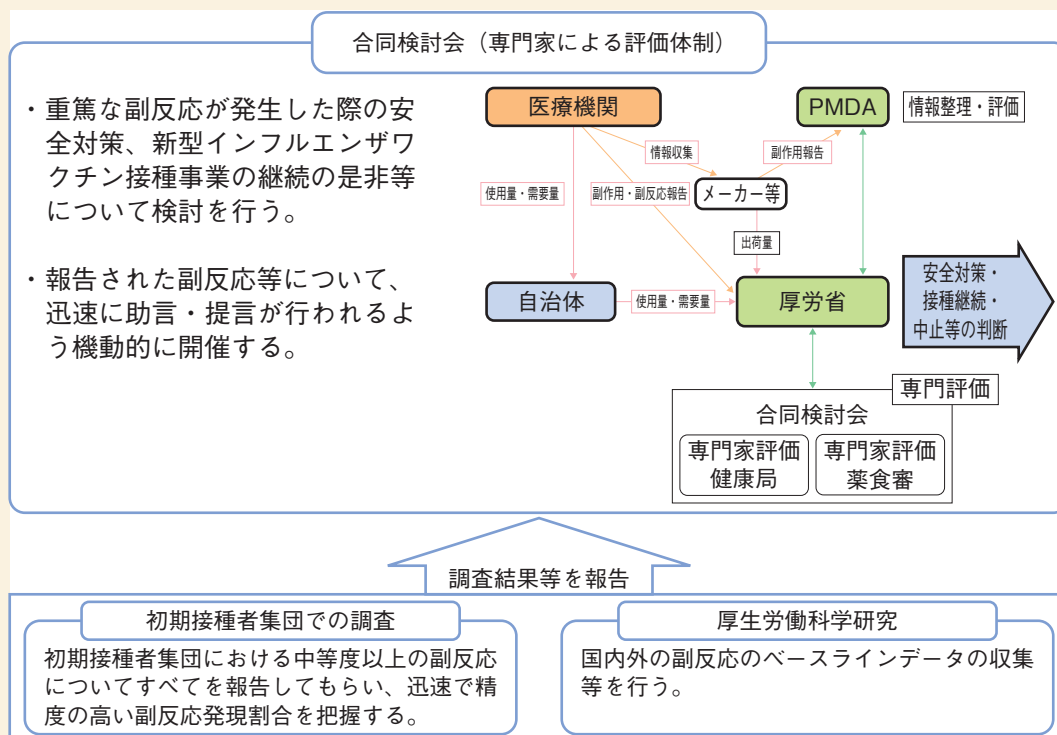 合同検討会（専門家による評価体制）
・重篤な副反応が発生した際の安
全対策、新型インフルエンザワ
クチン接種事業の継続の是非等
について検討を行う。
・報告された副反応等について、
迅速に助言・提言が行われるよ
う機動的に開催する。
医療機関
PMDA
情報整理・評価
情報収集
副作用報告
使用量・需要量
副作用・副反応報告
メーカー等
出荷量
自治体
使用量・需要量
厚労省
安全対策・
接種継続・
中止等の判断
専門評価
合同検討会
専門家評価
健康局
専門家評価
薬食審
調査結果等を報告
初期接種者集団での調査
初期接種者集団における中等度以上の副反応
についてすべてを報告してもらい、迅速で精
度の高い副反応発現割合を把握する。
厚生労働科学研究
国内外の副反応のベースラインデータの収集
等を行う。